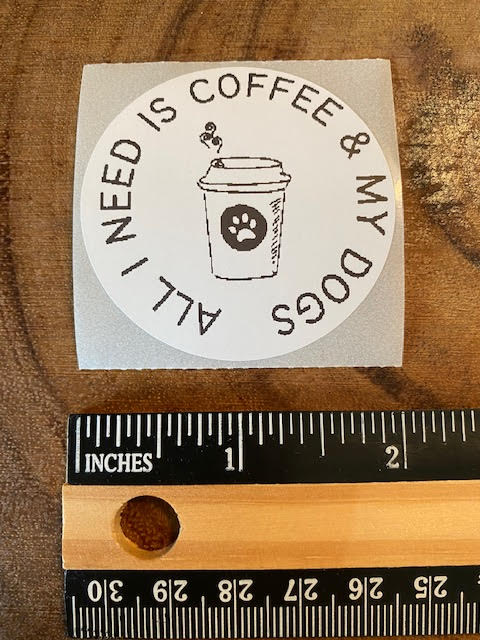 ALL I NEED IS COFFEE & MY DOGS
INCHES 1 2
30 29 28 27 26 25